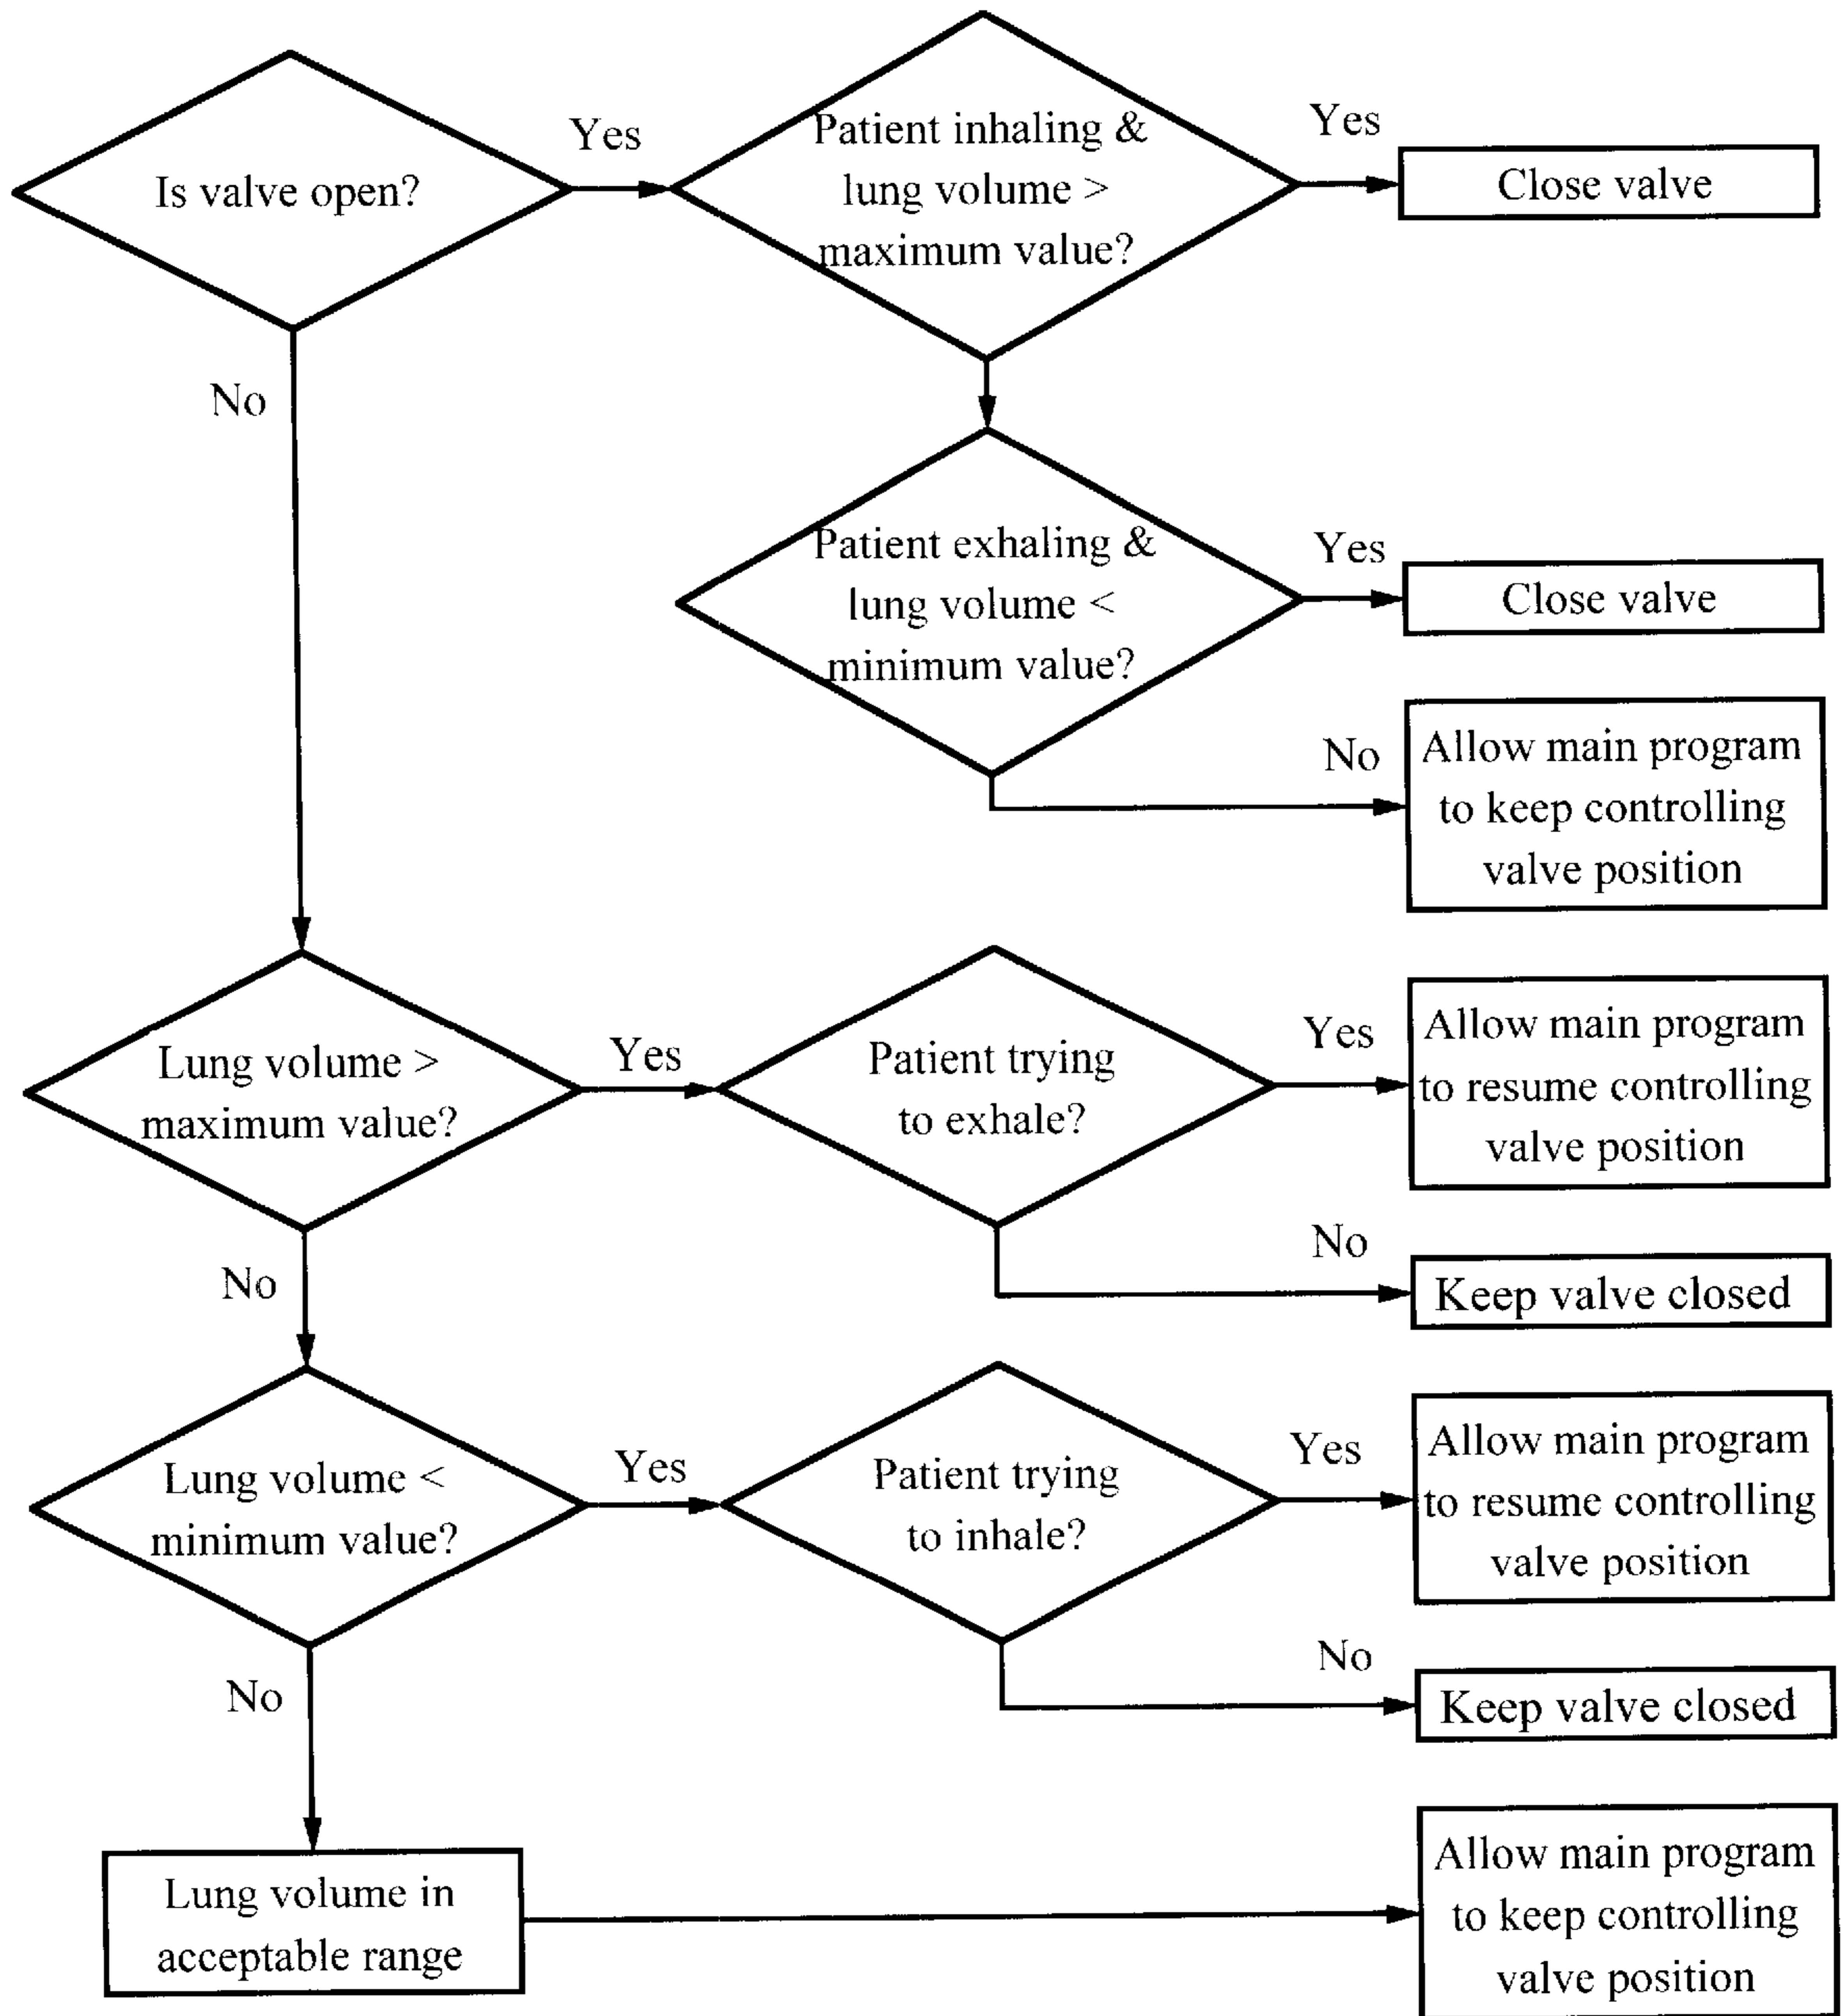 Is valve open?
Yes
Patient inhaling &
lung volume >
maximum value?
Yes
Close valve
No
Patient exhaling &
lung volume <
minimum value?
Yes
Close valve
No
Allow main program
to keep controlling
valve position
Lung volume >
maximum value?
Yes
Patient trying
to exhale?
Yes
Allow main program
to resume controlling
valve position
No
Keep valve closed
No
Lung volume <
minimum value?
Yes
Patient trying
to inhale?
Yes
Allow main program
to resume controlling
valve position
No
Keep valve closed
No
Lung volume in
acceptable range
Allow main program
to keep controlling
valve position